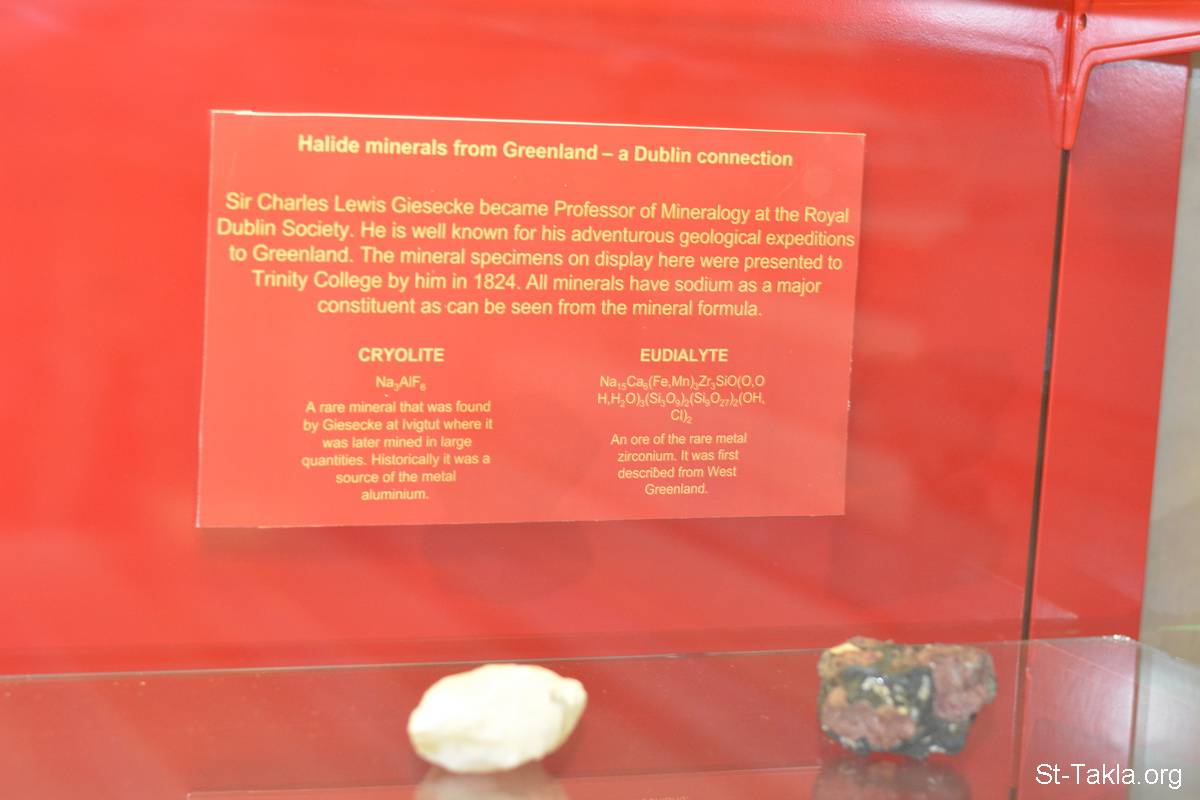 Halide minerals from Greenland – a Dublin connection
Sir Charles Lewis Giesecke became Professor of Mineralogy at the Royal
Dublin Society. He is well known for his adventurous geological expeditions
to Greenland. The mineral specimens on display here were presented to
Trinity College by him in 1824. All minerals have sodium as a major
constituent as can be seen from the mineral formula.
CRYOLITE
Na₃AlF₆
A rare mineral that was found
by Giesecke at Ivigtut where it
was later mined in large
quantities. Historically it was a
source of the metal
aluminium.
EUDIALYTE
Na₁₅Ca₆(Fe,Mn)₃Zr₃SiO(O,O
H,H₂O)₃(Si₃O₉)₂(Si₉O₂₇)₂(OH,
Cl)₂
An ore of the rare metal
zirconium. It was first
described from West
Greenland.
St-Takla.org